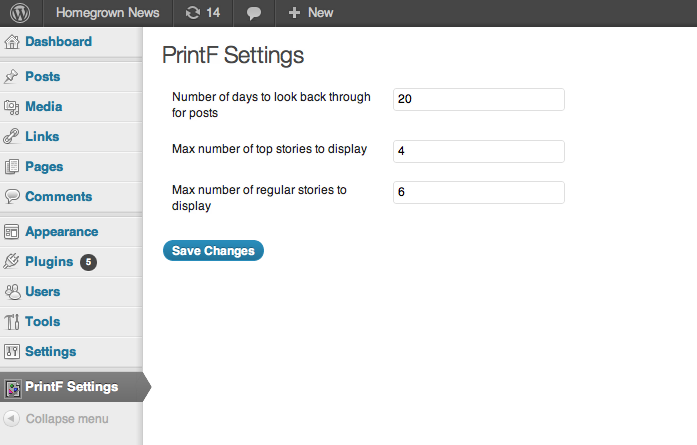 Homegrown News 14 + New
Dashboard
Posts
Media
Links
Pages
Comments
Appearance
Plugins 5
Users
Tools
Settings
PrintF Settings
Collapse menu
PrintF Settings
Number of days to look back through
for posts
20
Max number of top stories to display
4
Max number of regular stories to
display
6
Save Changes